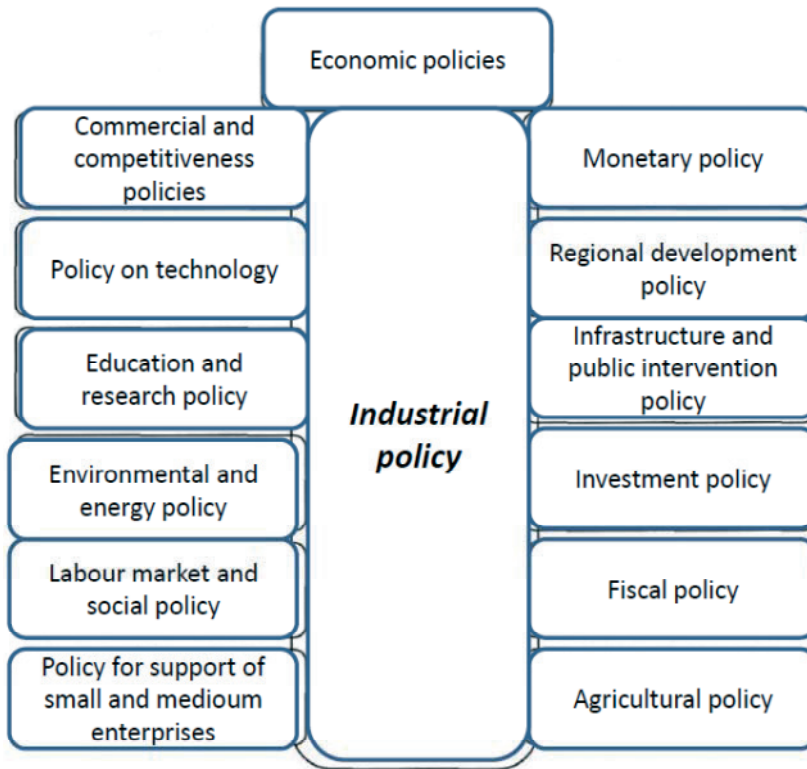 Economic policies
Commercial and
competitiveness
policies
Policy on technology
Education and
research policy
Environmental and
energy policy
Labour market and
social policy
Policy for support of
small and medioum
enterprises
Industrial
policy
Monetary policy
Regional development
policy
Infrastructure and
public intervention
policy
Investment policy
Fiscal policy
Agricultural policy